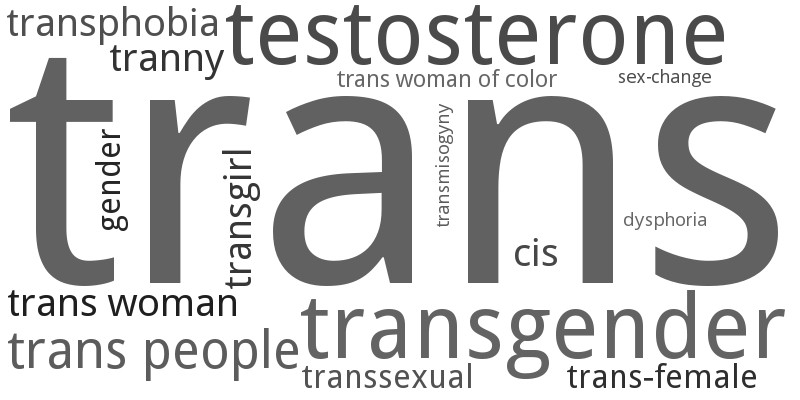 transphobia
testosterone
tranny
trans woman of color
sex-change
trans
gender
transgirl
transmisogyny
cis
dysphoria
trans woman
transgender
trans people
transsexual
trans-female